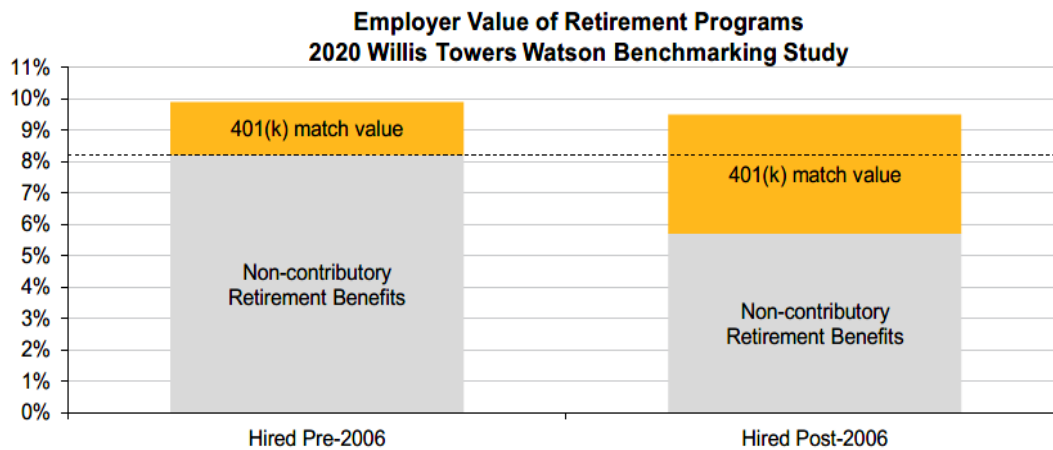 Employer Value of Retirement Programs
2020 Willis Towers Watson Benchmarking Study
11%
10%
9%
8%
7%
6%
5%
4%
3%
2%
1%
0%
401(k) match value
Non-contributory
Retirement Benefits
401(k) match value
Non-contributory
Retirement Benefits
Hired Pre-2006
Hired Post-2006